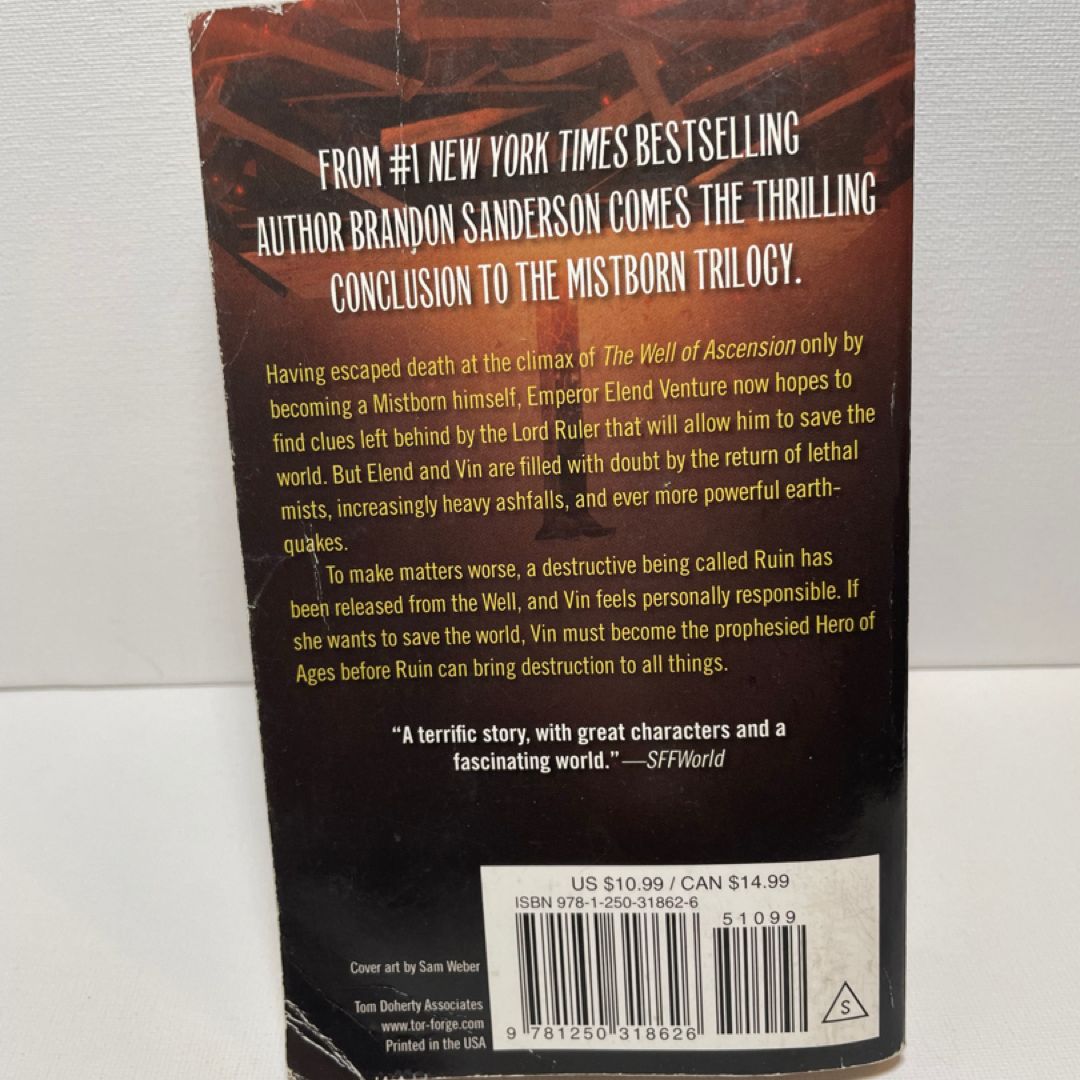 FROM #1 NEW YORK TIMES BESTSELLING
AUTHOR BRANDON SANDERSON COMES THE THRILLING
CONCLUSION TO THE MISTBORN TRILOGY.
Having escaped death at the climax of The Well of Ascension only by
becoming a Mistborn himself, Emperor Elend Venture now hopes to
find clues left behind by the Lord Ruler that will allow him to save the
world. But Elend and Vin are filled with doubt by the return of lethal
mists, increasingly heavy ashfalls, and ever more powerful earth-
quakes.
To make matters worse, a destructive being called Ruin has
been released from the Well, and Vin feels personally responsible. If
she wants to save the world, Vin must become the prophesied Hero of
Ages before Ruin can bring destruction to all things.
“A terrific story, with great characters and a
fascinating world.”—SFFWorld
US $10.99 / CAN $14.99
ISBN 978-1-250-31862-6
51099
9 781250 318626
S
Cover art by Sam Weber
Tom Doherty Associates
www.tor-forge.com
Printed in the USA